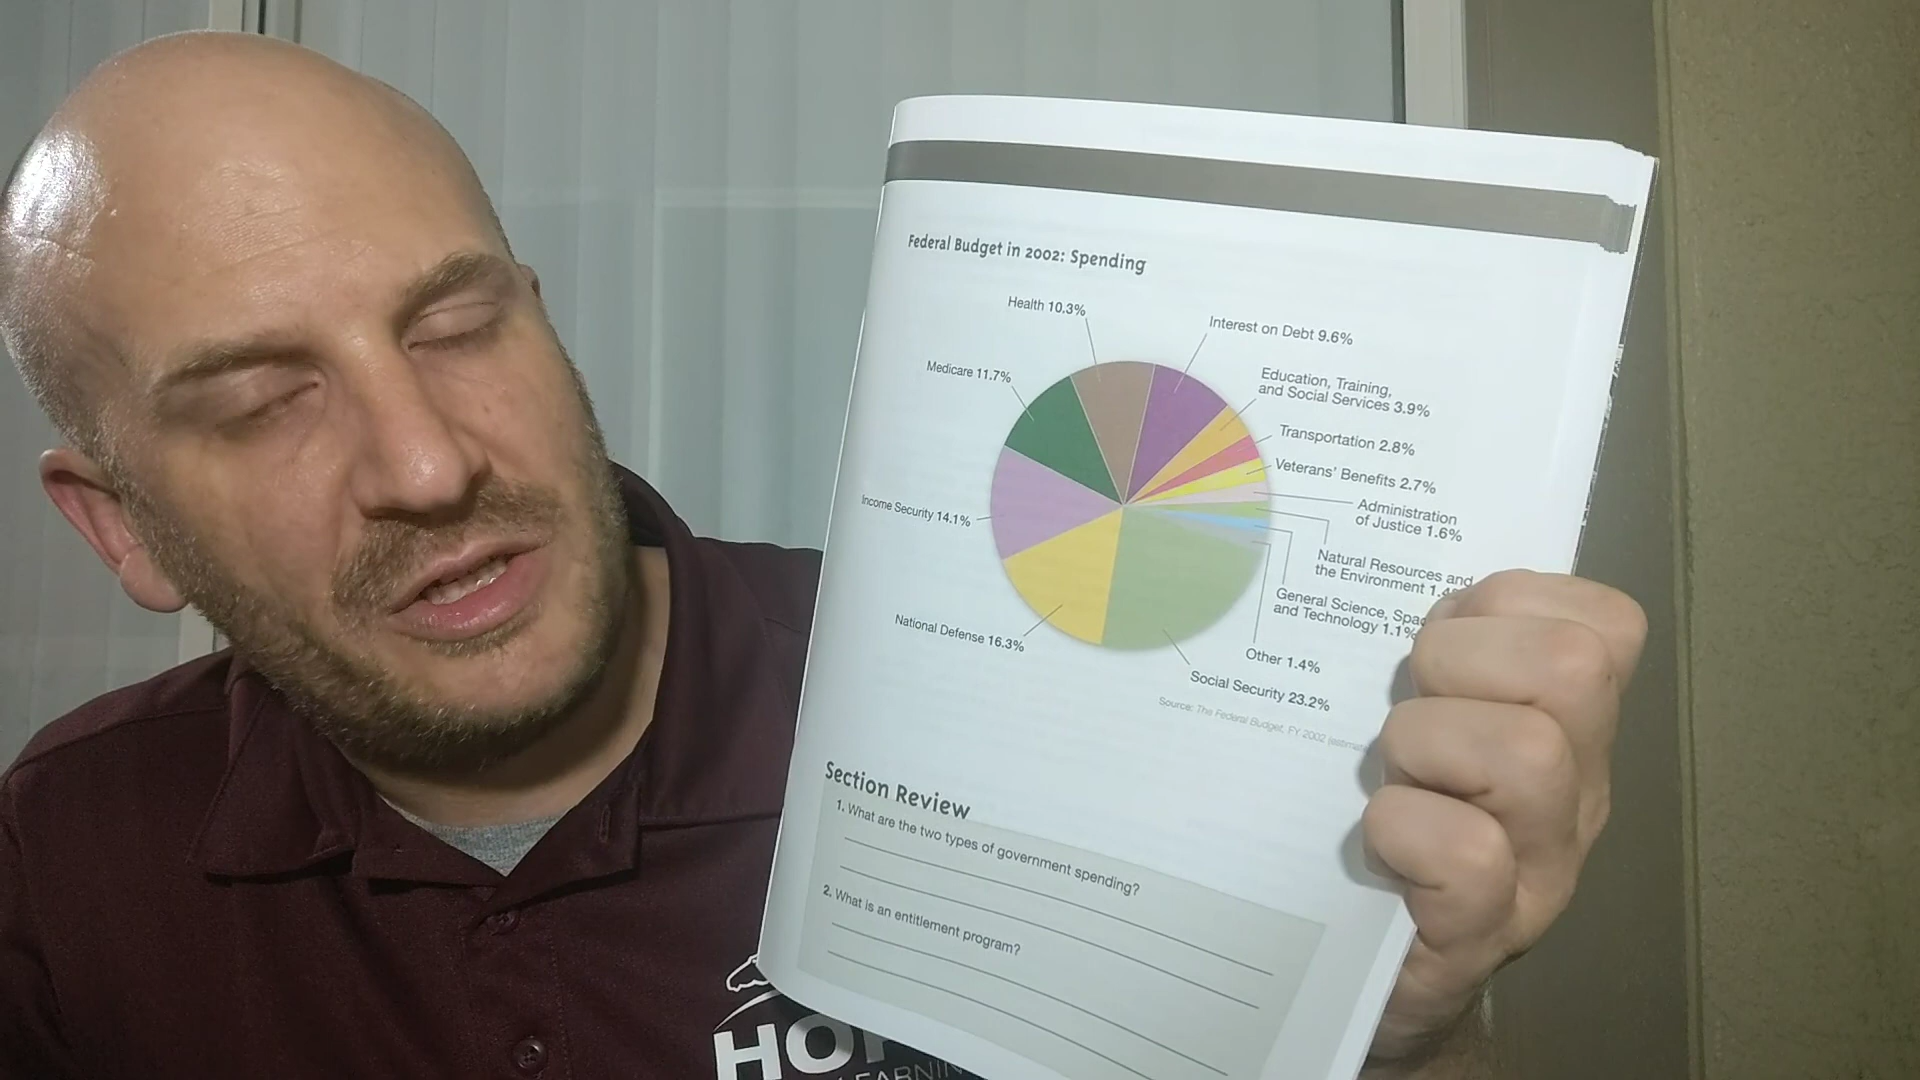 Federal Budget in 2002: Spending
Health 10.3%
Interest on Debt 9.6%
Medicare 11.7%
Education, Training,
and Social Services 3.9%
Transportation 2.8%
Veterans' Benefits 2.7%
Income Security 14.1%
Administration
of Justice 1.6%
Natural Resources and
the Environment 1.4
General Science,
and Technology 1.1%
National Defense 16.3%
Other 1.4%
Social Security 23.2%
Source: The Federal Budget, FY 2002
Section Review
1. What are the two types of government spending?
2. What is an entitlement program?